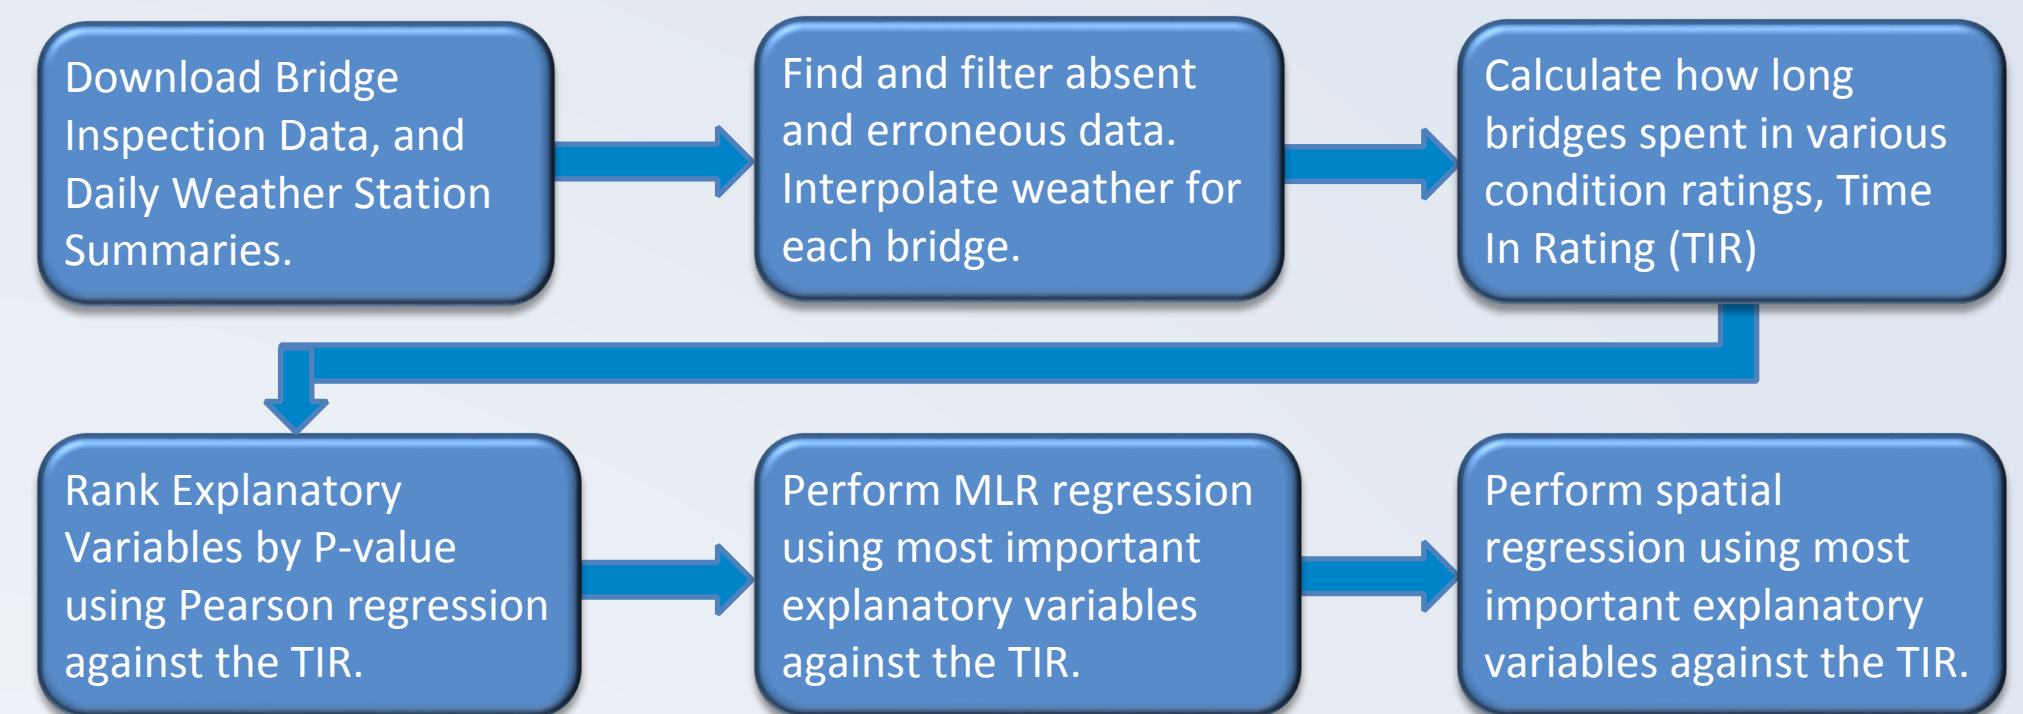 Download Bridge
Inspection Data, and
Daily Weather Station
Summaries.
Find and filter absent
and erroneous data.
Interpolate weather for
each bridge.
Calculate how long
bridges spent in various
condition ratings, Time
In Rating (TIR)
Rank Explanatory
Variables by P-value
using Pearson regression
against the TIR.
Perform MLR regression
using most important
explanatory variables
against the TIR.
Perform spatial
regression using most
important explanatory
variables against the TIR.